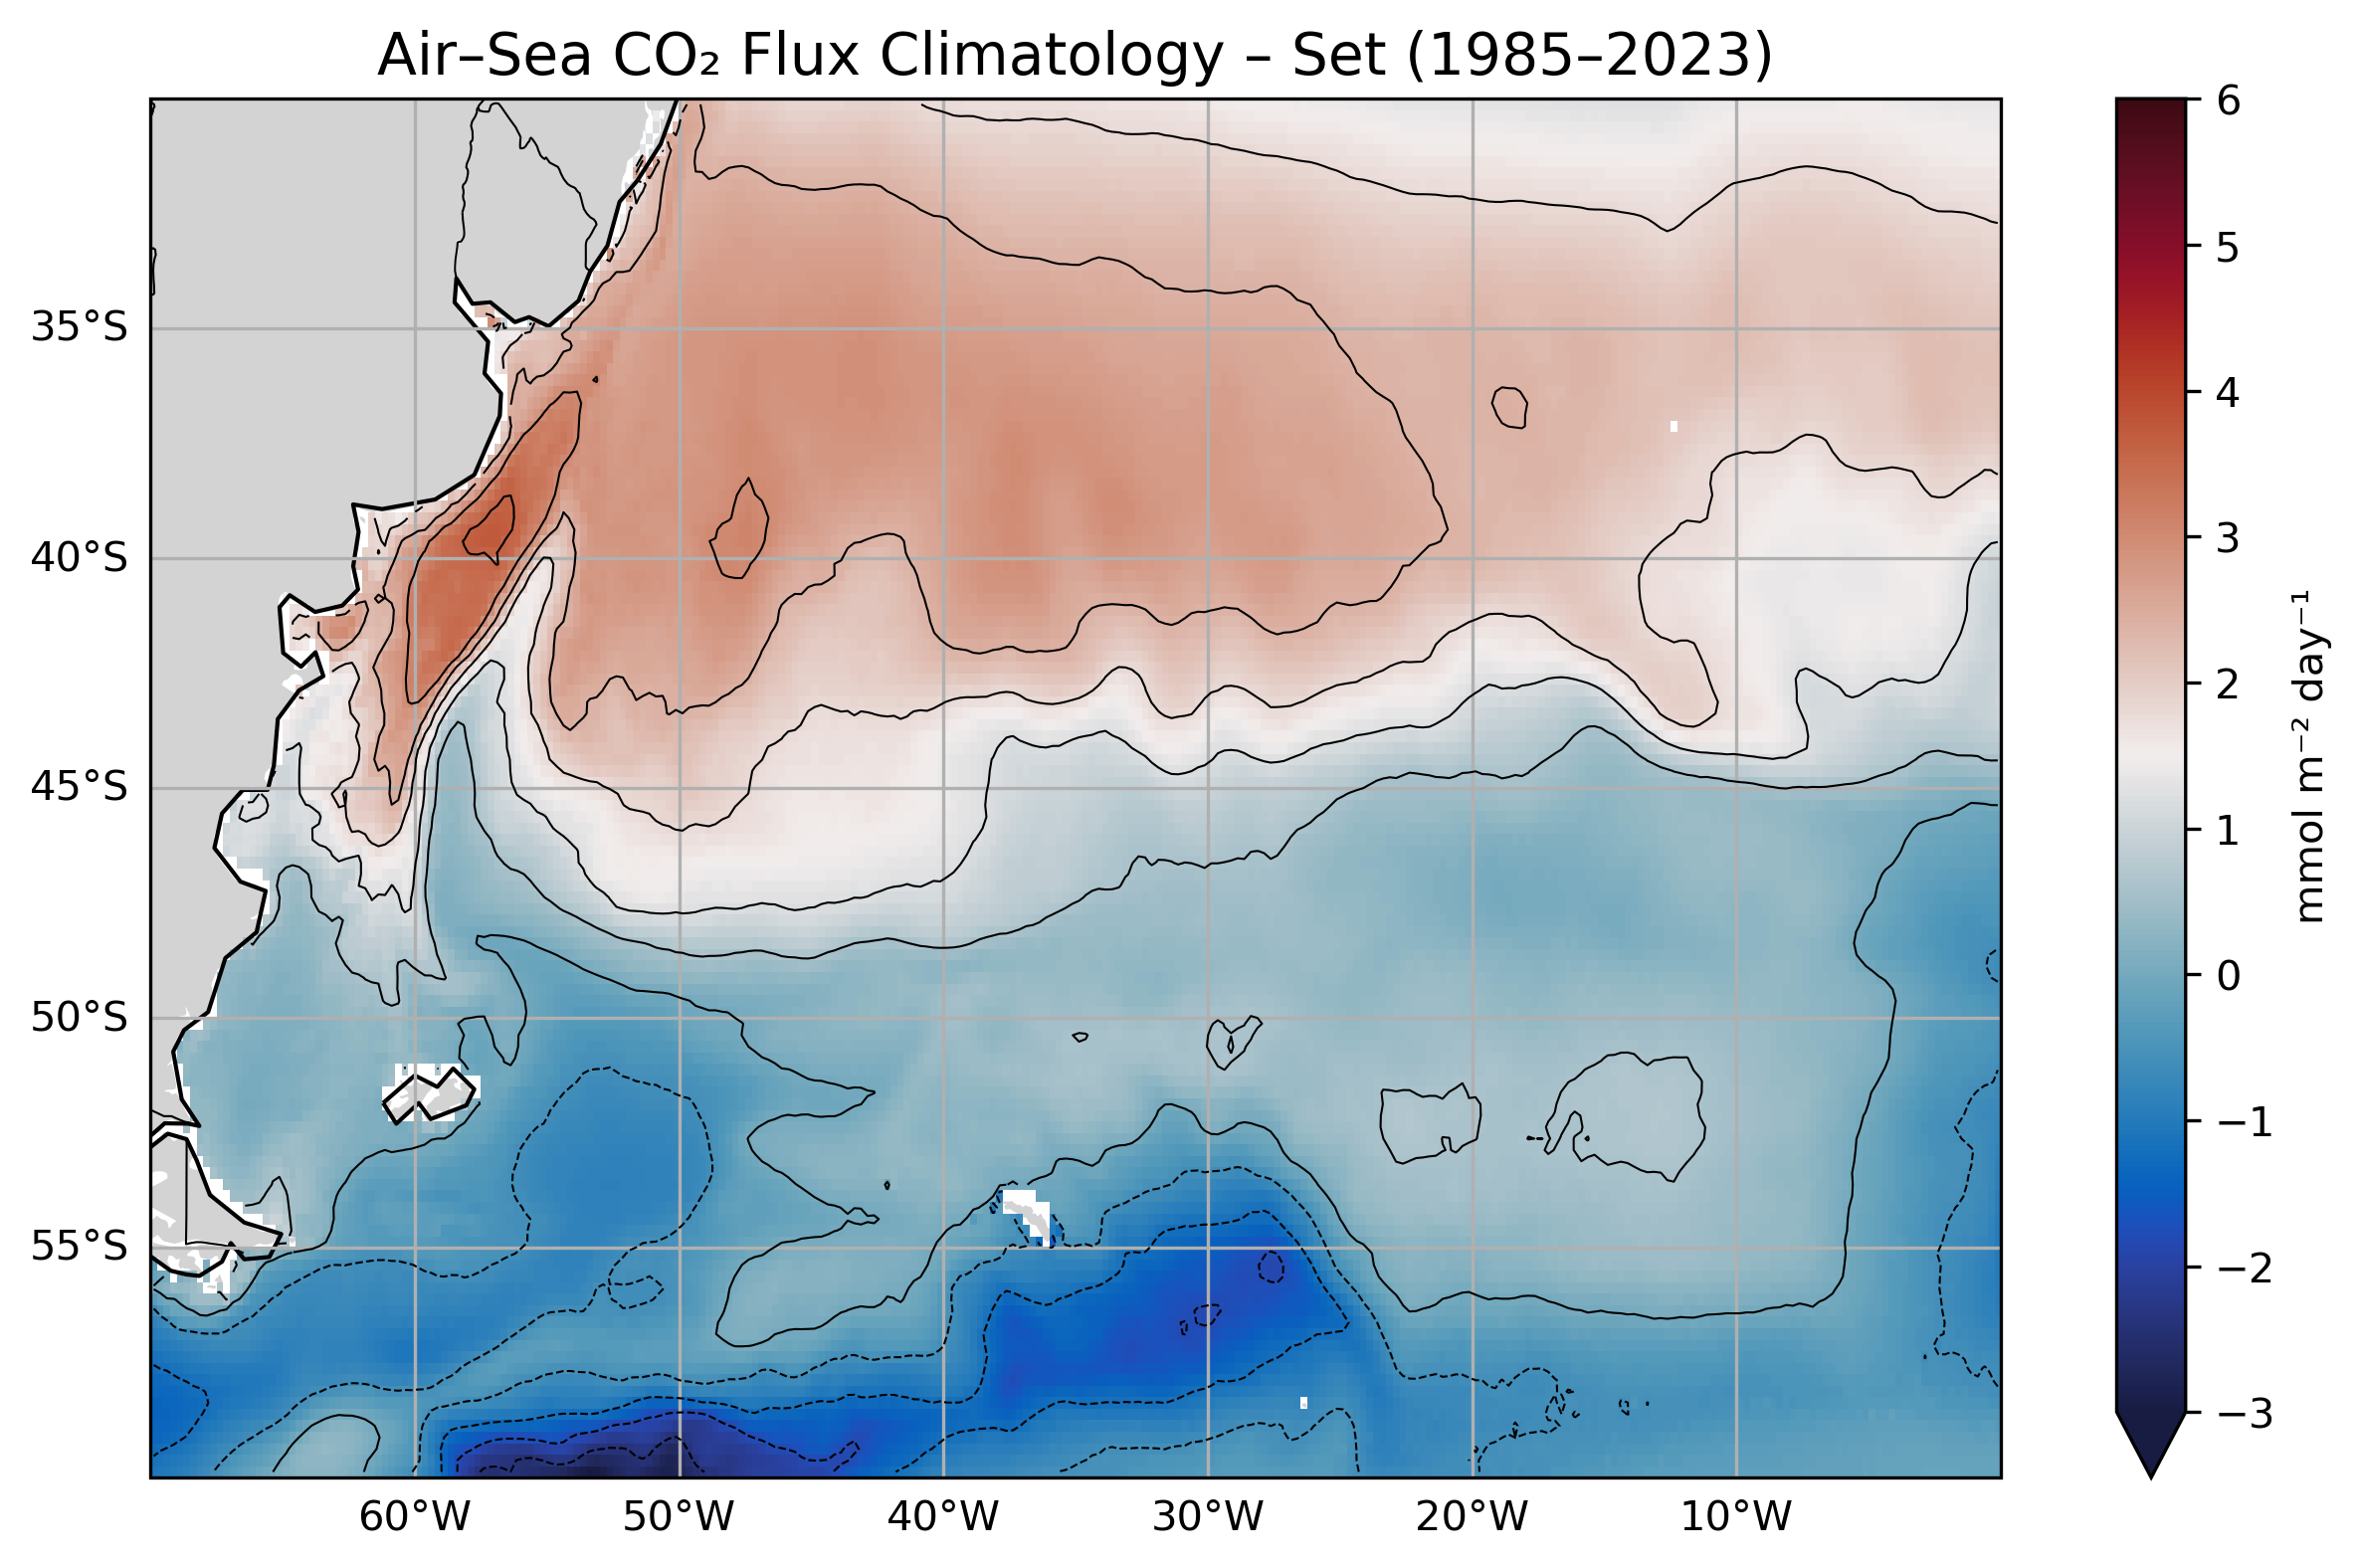 Air–Sea CO₂ Flux Climatology – Set (1985–2023)
35°S
40°S
45°S
50°S
55°S
60°W
50°W
40°W
30°W
20°W
10°W
6
5
4
3
2
1
0
−1
−2
−3
mmol m⁻² day⁻¹